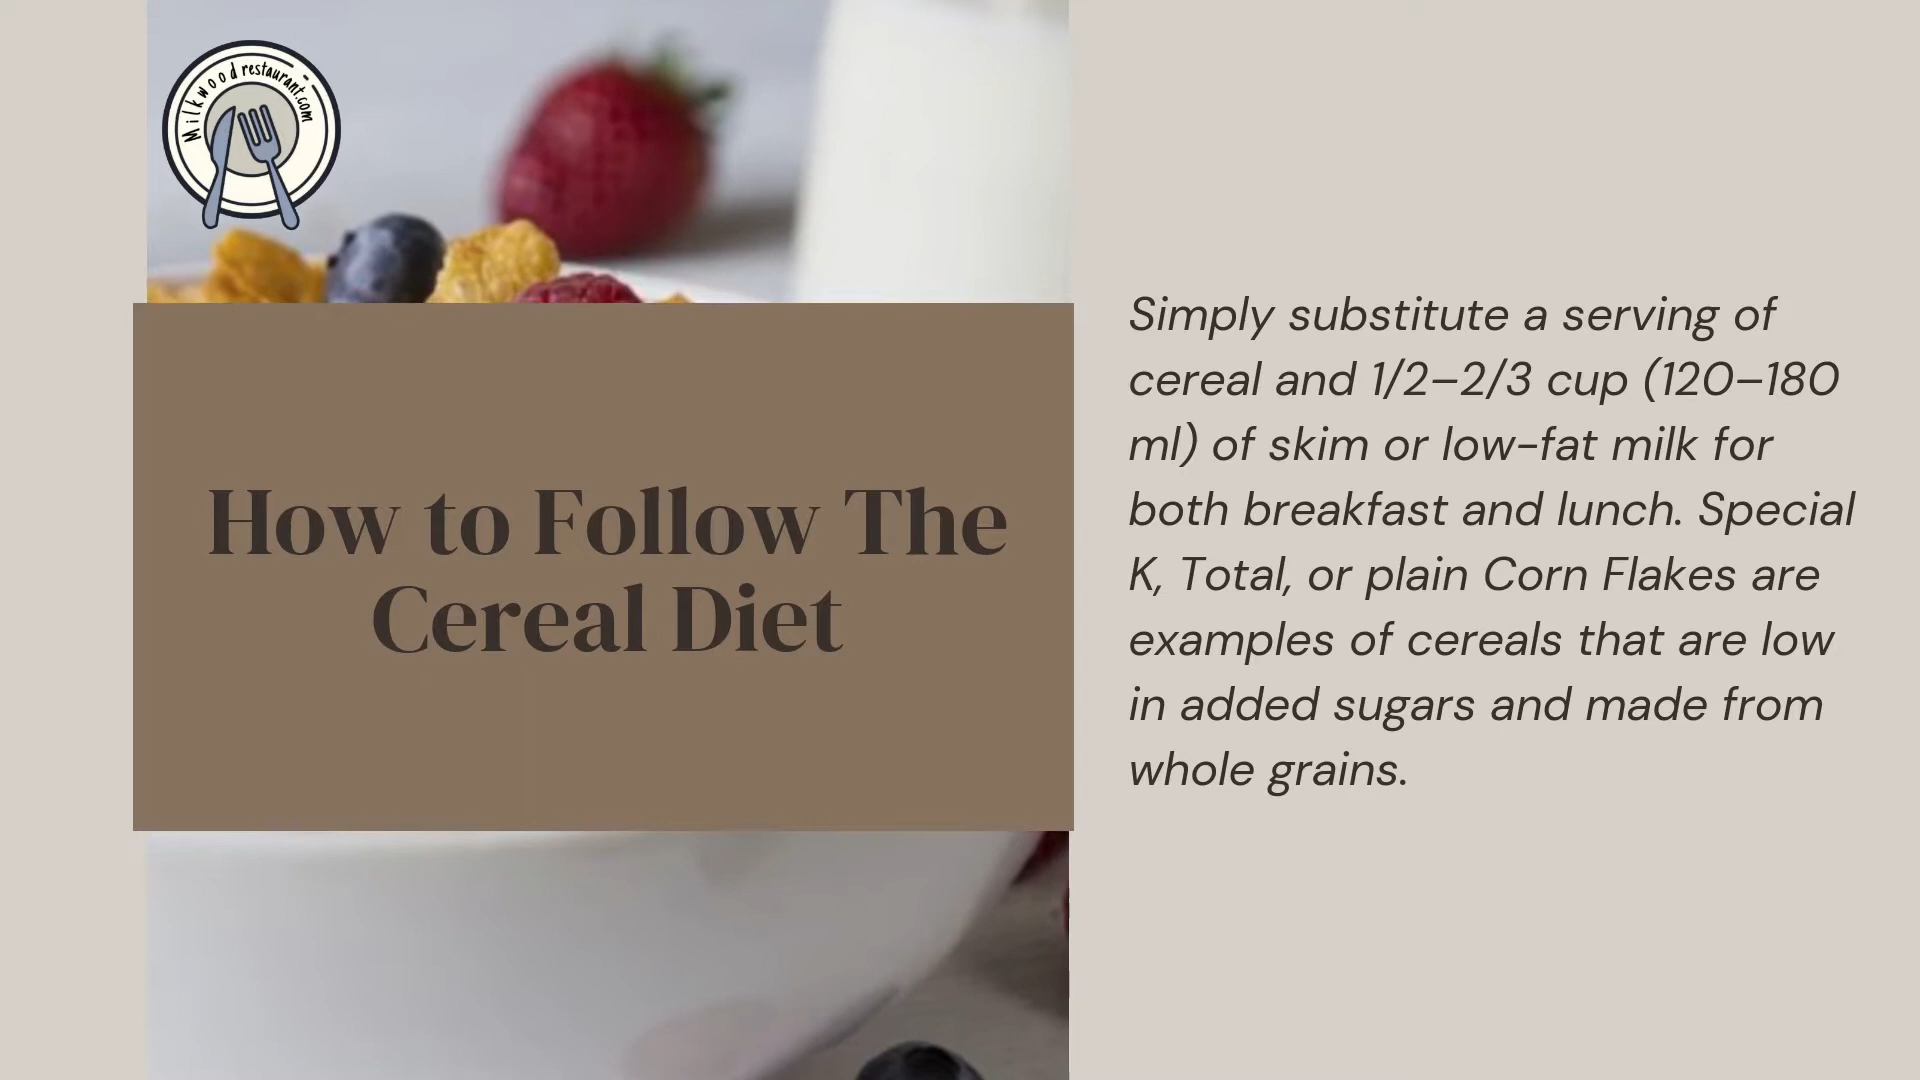 Milkwoodrestaurant.com
How to Follow The
Cereal Diet
Simply substitute a serving of
cereal and 1/2–2/3 cup (120–180
ml) of skim or low-fat milk for
both breakfast and lunch. Special
K, Total, or plain Corn Flakes are
examples of cereals that are low
in added sugars and made from
whole grains.